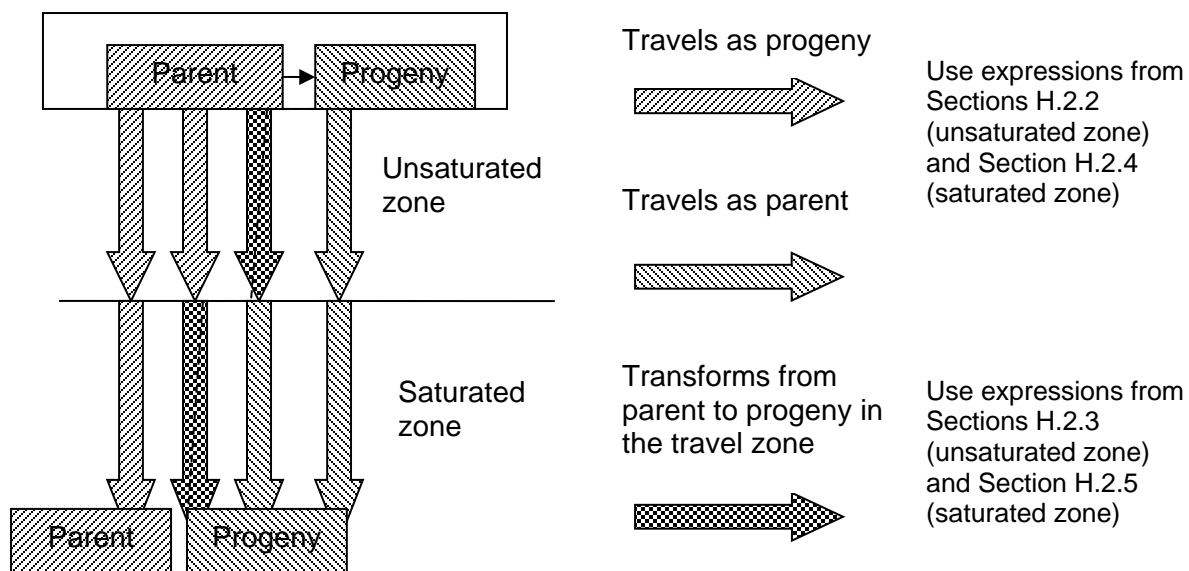 Parent
Progeny
Unsaturated
zone
Saturated
zone
Parent
Progeny
Travels as progeny
Travels as parent
Transforms from
parent to progeny in
the travel zone
Use expressions from
Sections H.2.2
(unsaturated zone)
and Section H.2.4
(saturated zone)
Use expressions from
Sections H.2.3
(unsaturated zone)
and Section H.2.5
(saturated zone)